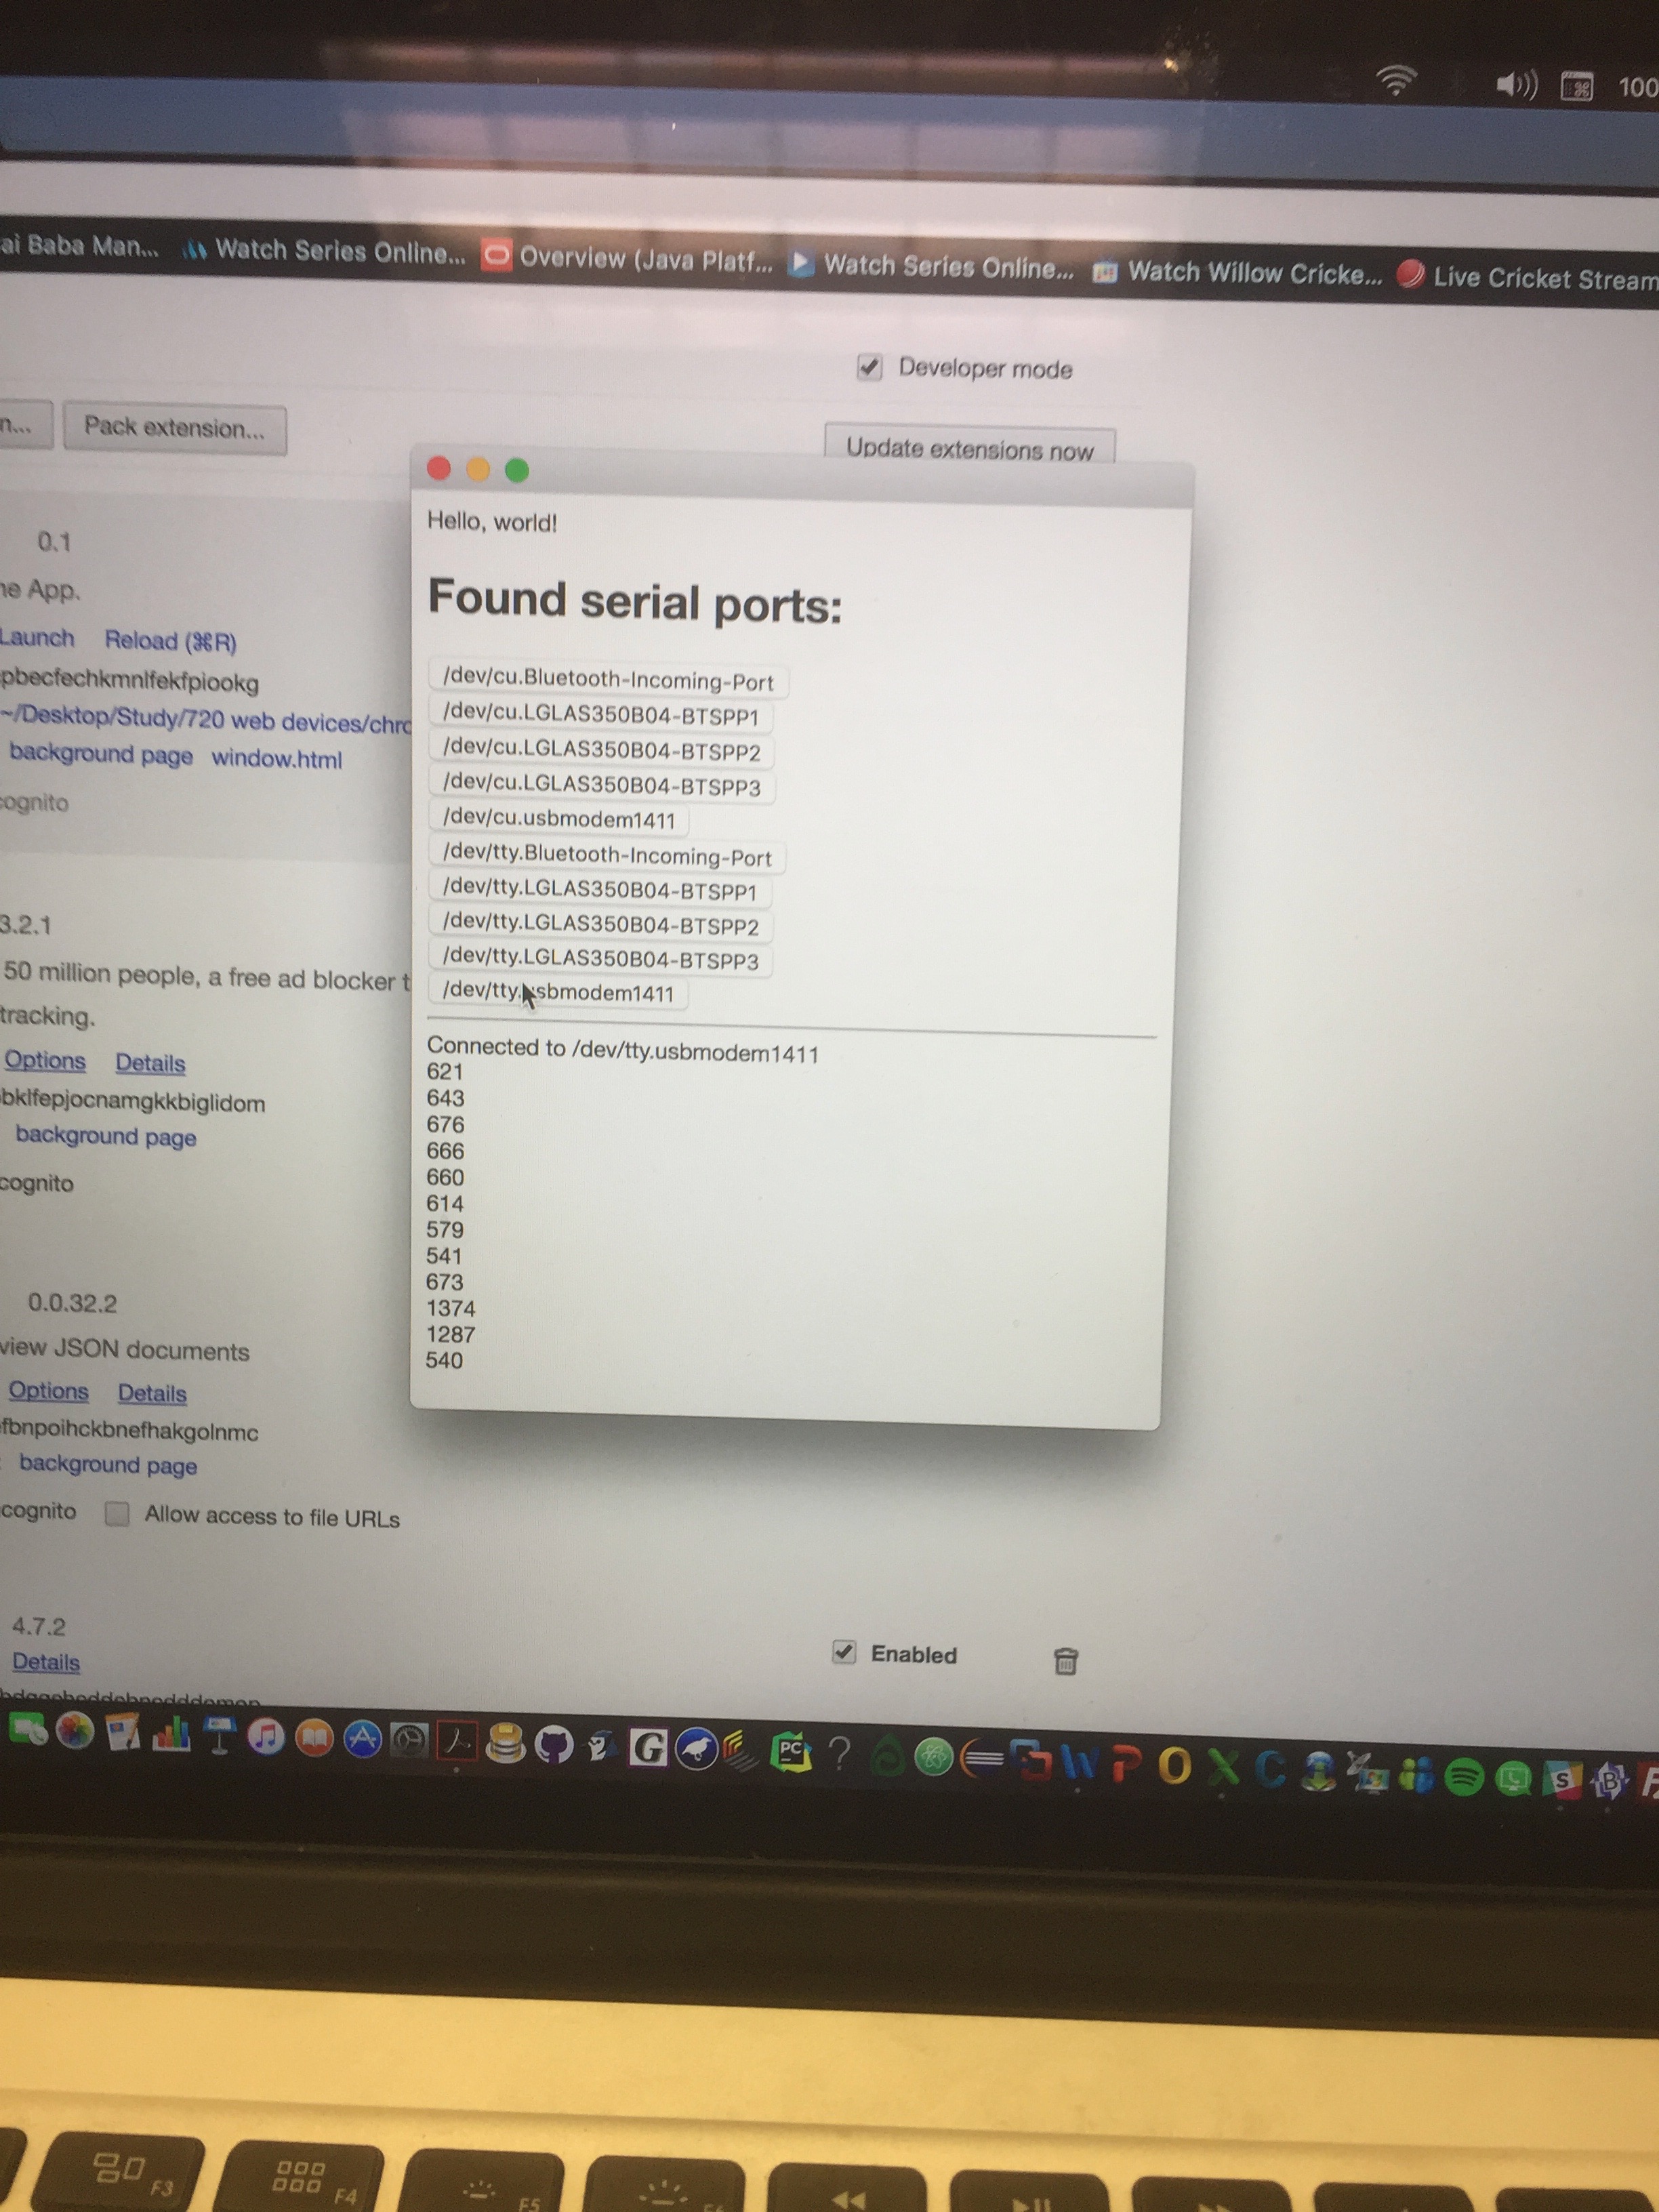 100
ai Baba Man... Watch Series Online... Overview (Java Platf... Watch Series Online... Watch Willow Cricke... Live Cricket Stream
Developer mode
n... Pack extension... Update extensions now
0.1
ne App.
Launch Reload (⌘R)
pbecfechkmnlfekfpiookg
~/Desktop/Study/720 web devices/chro
background page window.html
cognito
3.2.1
50 million people, a free ad blocker t
tracking.
Options Details
bklfepjocnamgkkbiglidom
background page
cognito
0.0.32.2
view JSON documents
Options Details
fbnpoihckbnefhakgolnmc
background page
cognito Allow access to file URLs
4.7.2
Details
Enabled
Hello, world!
Found serial ports:
/dev/cu.Bluetooth-Incoming-Port
/dev/cu.LGLAS350B04-BTSPP1
/dev/cu.LGLAS350B04-BTSPP2
/dev/cu.LGLAS350B04-BTSPP3
/dev/cu.usbmodem1411
/dev/tty.Bluetooth-Incoming-Port
/dev/tty.LGLAS350B04-BTSPP1
/dev/tty.LGLAS350B04-BTSPP2
/dev/tty.LGLAS350B04-BTSPP3
/dev/tty.usbmodem1411
Connected to /dev/tty.usbmodem1411
621
643
676
666
660
614
579
541
673
1374
1287
540
G PC ? W P O X C S B
F3 F4 F5